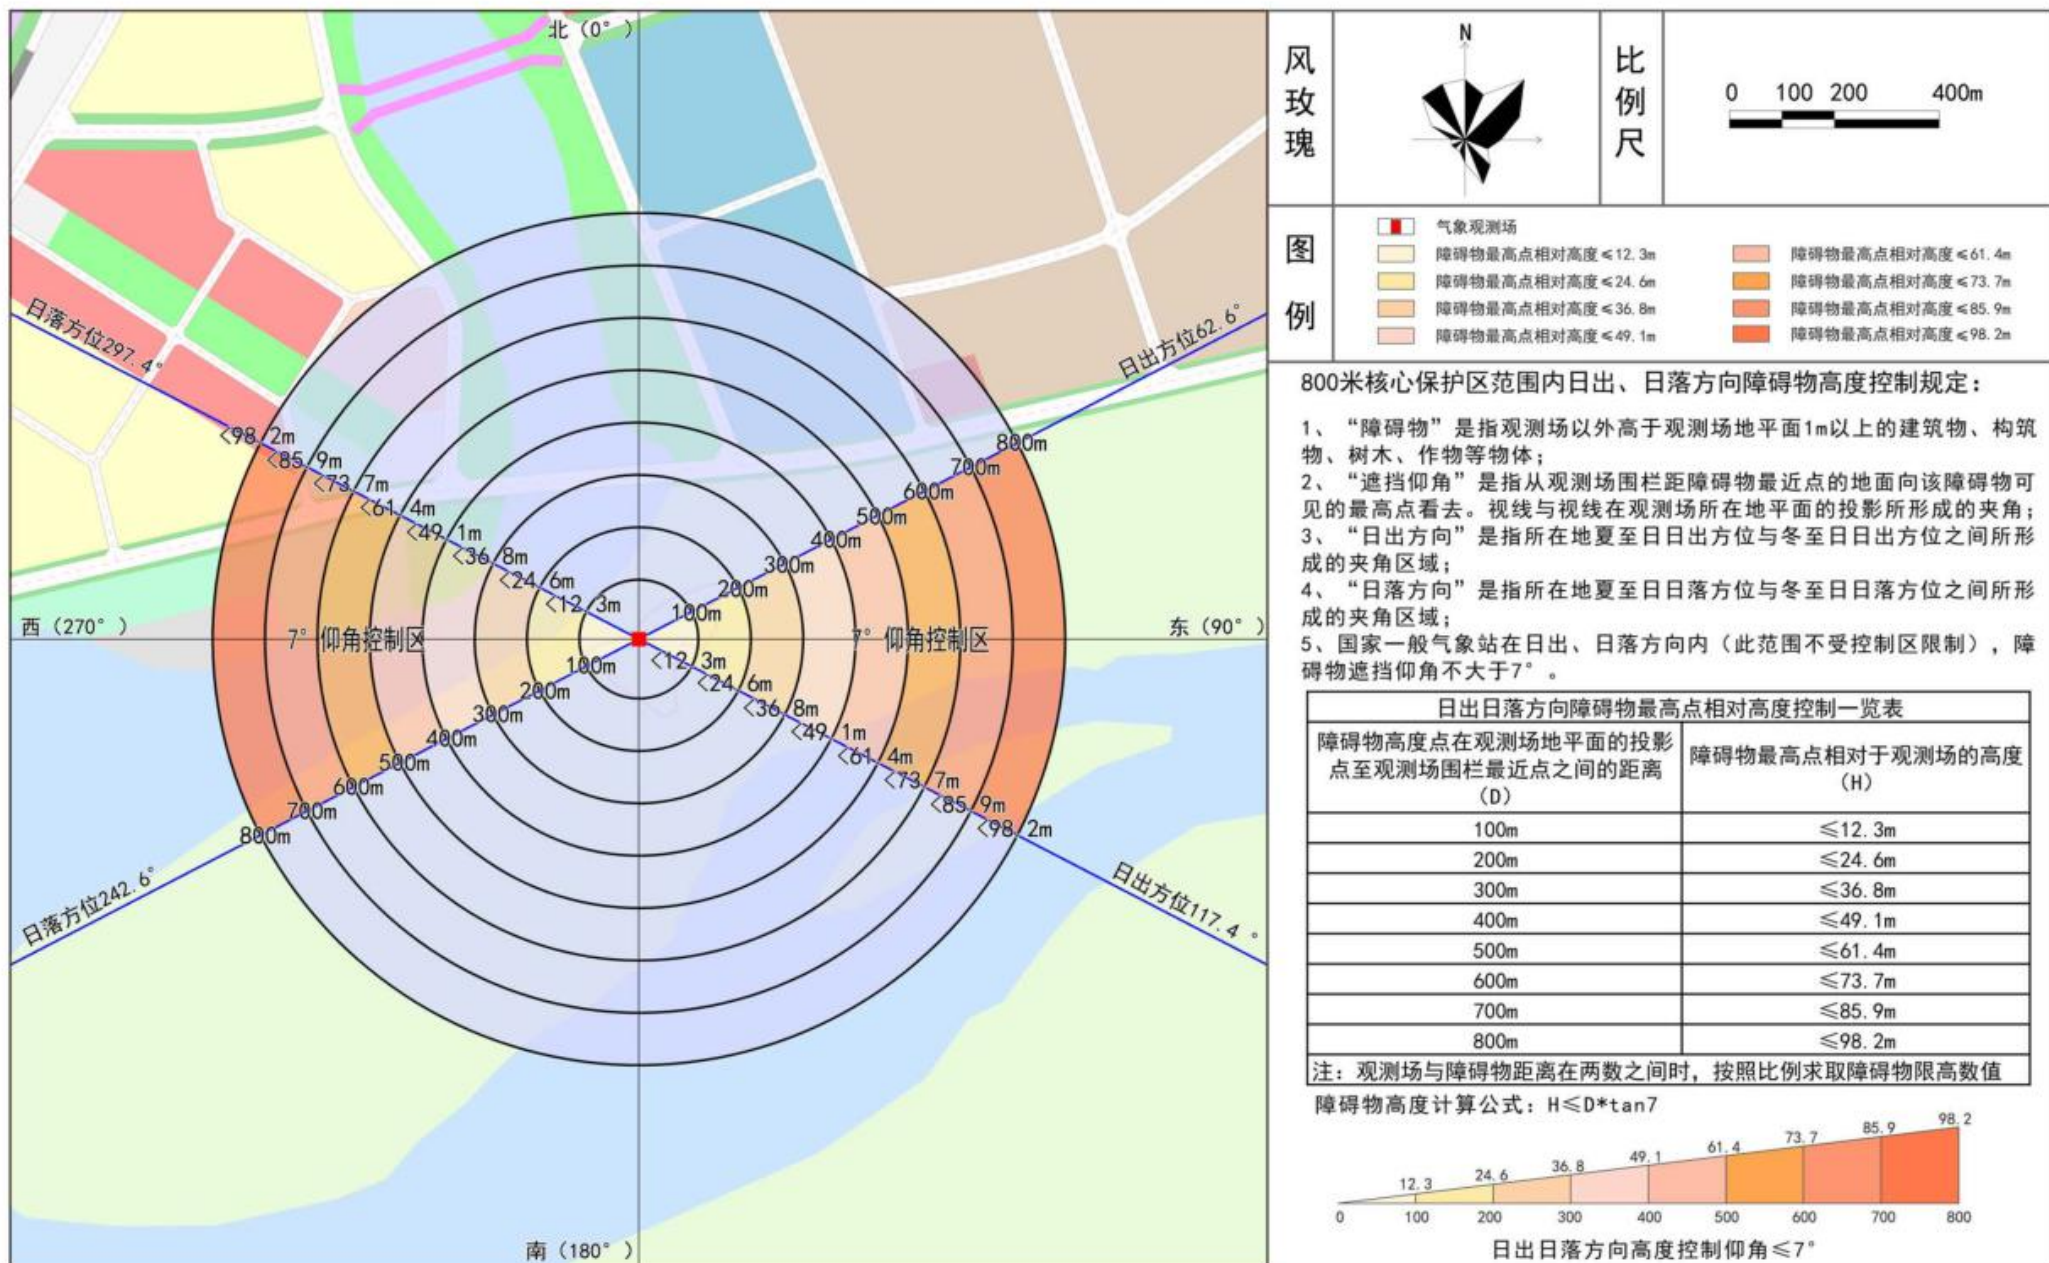 北（0°）
日落方位297.4°
日出方位62.6°
<98.2m
<85.9m
<73.7m
<61.4m
<49.1m
<36.8m
<24.6m
<12.3m
800m
700m
600m
500m
400m
300m
200m
100m
西（270°）
7°仰角控制区
7°仰角控制区
东（90°）
100m
200m
300m
400m
500m
600m
700m
800m
<12.3m
<24.6m
<36.8m
<49.1m
<61.4m
<73.7m
<85.9m
<98.2m
日落方位242.6°
日出方位117.4°
南（180°）
风玫瑰
N
比例尺
0 100 200 400m
图例
气象观测场
障碍物最高点相对高度≤12.3m
障碍物最高点相对高度≤24.6m
障碍物最高点相对高度≤36.8m
障碍物最高点相对高度≤49.1m
障碍物最高点相对高度≤61.4m
障碍物最高点相对高度≤73.7m
障碍物最高点相对高度≤85.9m
障碍物最高点相对高度≤98.2m
800米核心保护区范围内日出、日落方向障碍物高度控制规定：
1、“障碍物”是指观测场以外高于观测场地平面1m以上的建筑物、构筑
物、树木、作物等物体；
2、“遮挡仰角”是指从观测场围栏距障碍物最近点的地面向该障碍物可
见的最高点看去。视线与视线在观测场所在地平面的投影所形成的夹角；
3、“日出方向”是指所在地夏至日日出方位与冬至日日出方位之间所形
成的夹角区域；
4、“日落方向”是指所在地夏至日日落方位与冬至日日落方位之间所形
成的夹角区域；
5、国家一般气象站在日出、日落方向内（此范围不受控制区限制），障
碍物遮挡仰角不大于7°。
日出日落方向障碍物最高点相对高度控制一览表
障碍物高度点在观测场地平面的投影
点至观测场围栏最近点之间的距离
（D）
障碍物最高点相对于观测场的高度
（H）
100m ≤12.3m
200m ≤24.6m
300m ≤36.8m
400m ≤49.1m
500m ≤61.4m
600m ≤73.7m
700m ≤85.9m
800m ≤98.2m
注：观测场与障碍物距离在两数之间时，按照比例求取障碍物限高数值
障碍物高度计算公式：H≤D*tan7
12.3 24.6 36.8 49.1 61.4 73.7 85.9 98.2
0 100 200 300 400 500 600 700 800
日出日落方向高度控制仰角≤7°